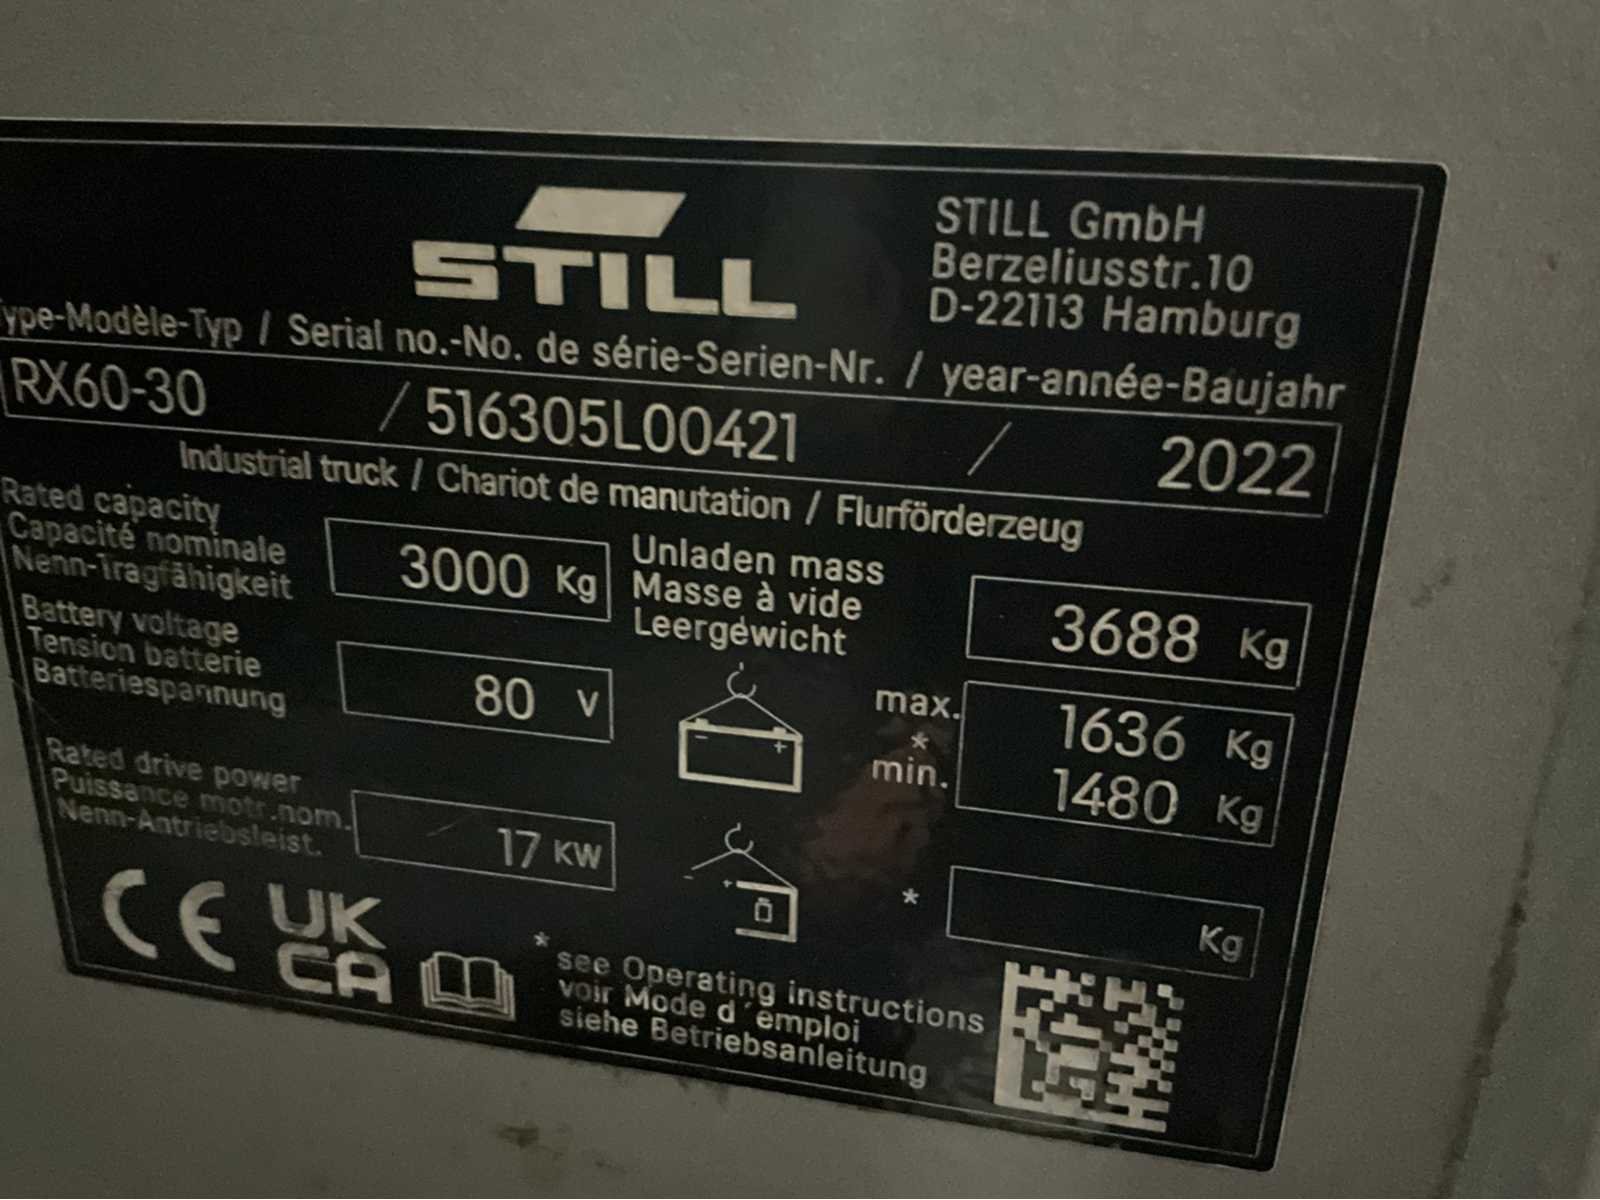 STILL
STILL GmbH
Berzeliusstr.10
D-22113 Hamburg
Type-Modèle-Typ / Serial no.-No. de série-Serien-Nr. / year-année-Baujahr
RX60-30 / 516305L00421 / 2022
Industrial truck / Chariot de manutation / Flurförderzeug
Rated capacity
Capacité nominale
Nenn-Tragfähigkeit
3000 Kg
Unladen mass
Masse à vide
Leergewicht
3688 Kg
Battery voltage
Tension batterie
Batteriespannung
80 V
- +
max.
*
min.
1636 Kg
1480 Kg
Rated drive power
Puissance motr.nom.
Nenn-Antriebsleist.
17 KW
- +
*
Kg
CE
UK
CA
* see Operating instructions
voir Mode d'emploi
siehe Betriebsanleitung